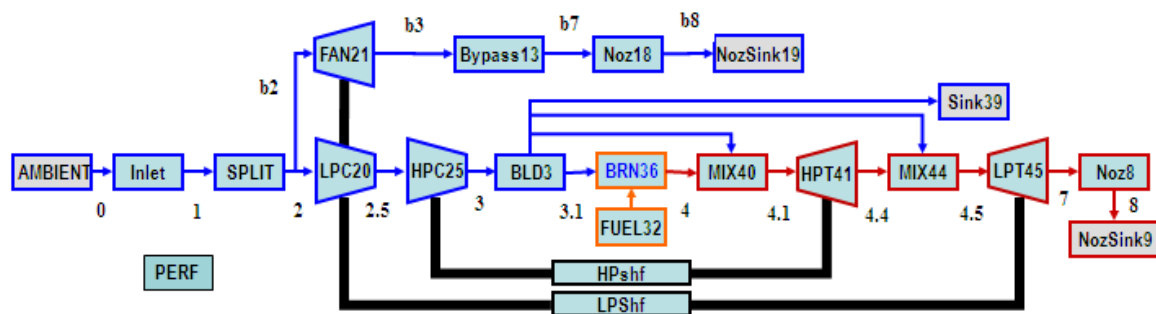 b3
b7
b8
FAN21
Bypass13
Noz18
NozSink19
b2
Sink39
AMBIENT
Inlet
SPLIT
LPC20
HPC25
BLD3
BRN36
MIX40
HPT41
MIX44
LPT45
Noz8
0
1
2
2.5
3
3.1
4
4.1
4.4
4.5
7
8
FUEL32
NozSink9
PERF
HPshf
LPShf